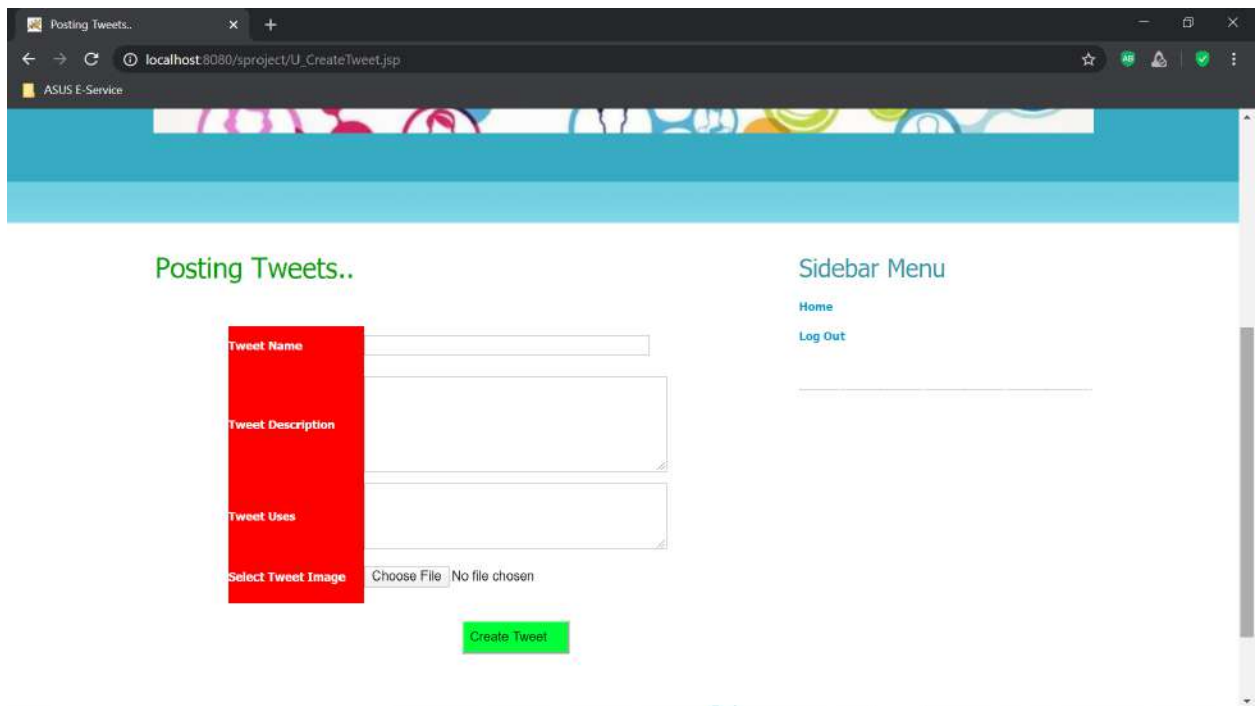 Posting Tweets..
localhost:8080/sproject/U_CreateTweet.jsp
AB
ASUS E-Service
Posting Tweets..
Sidebar Menu
Home
Log Out
Tweet Name
Tweet Description
Tweet Uses
Select Tweet Image
Choose File No file chosen
Create Tweet